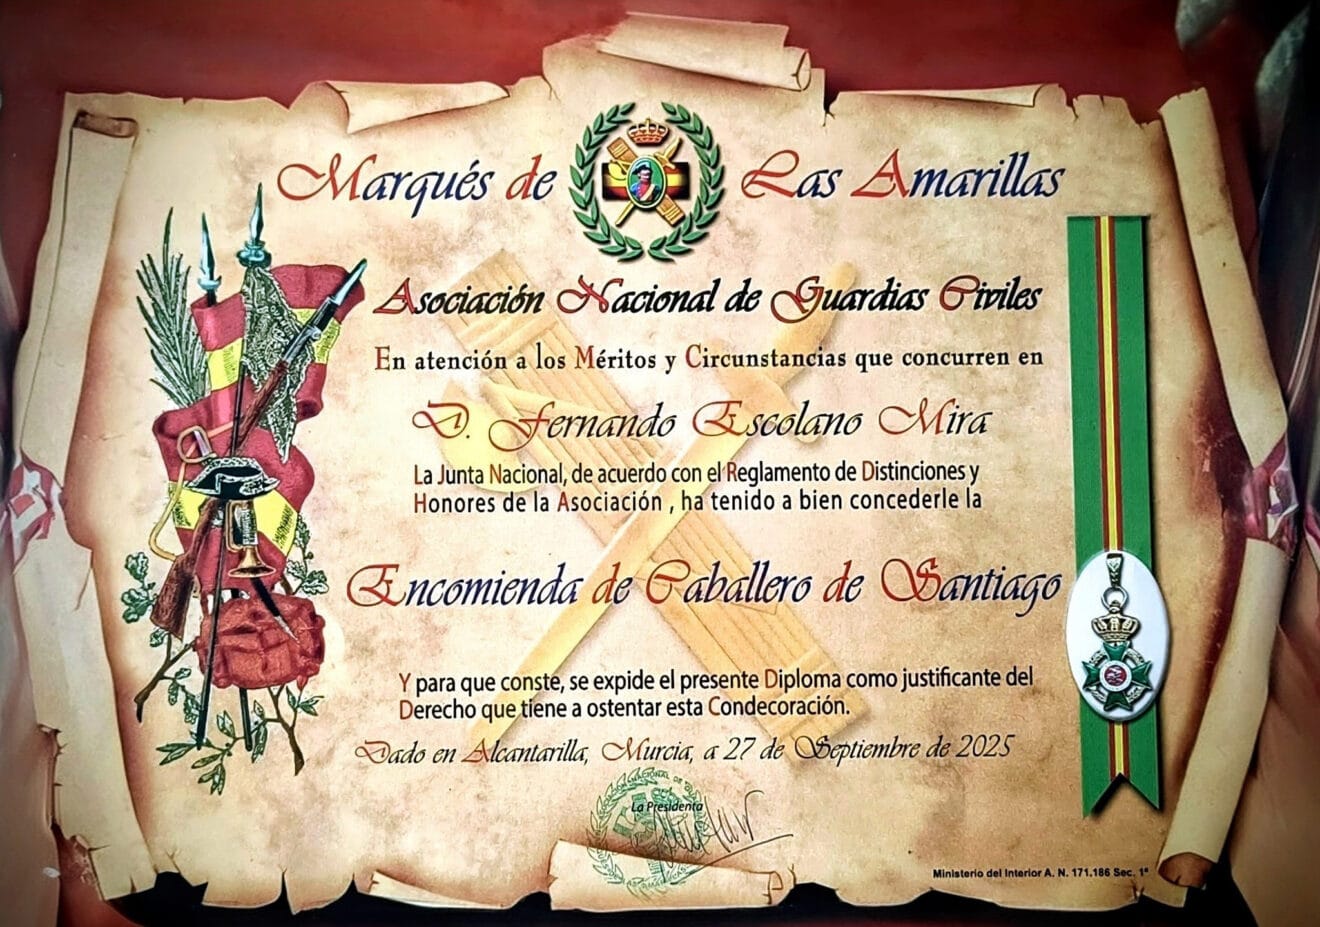 Marqués de Las Amarillas
Asociación Nacional de Guardias Civiles
En atención a los Méritos y Circunstancias que concurren en
D. Fernando Escolano Mira
La Junta Nacional, de acuerdo con el Reglamento de Distinciones y
Honores de la Asociación , ha tenido a bien concederle la
Encomienda de Caballero de Santiago
Y para que conste, se expide el presente Diploma como justificante del
Derecho que tiene a ostentar esta Condecoración.
Dado en Alcantarilla, Murcia, a 27 de Septiembre de 2025
La Presidenta
Ministerio del Interior A. N. 171.186 Sec. 1ª